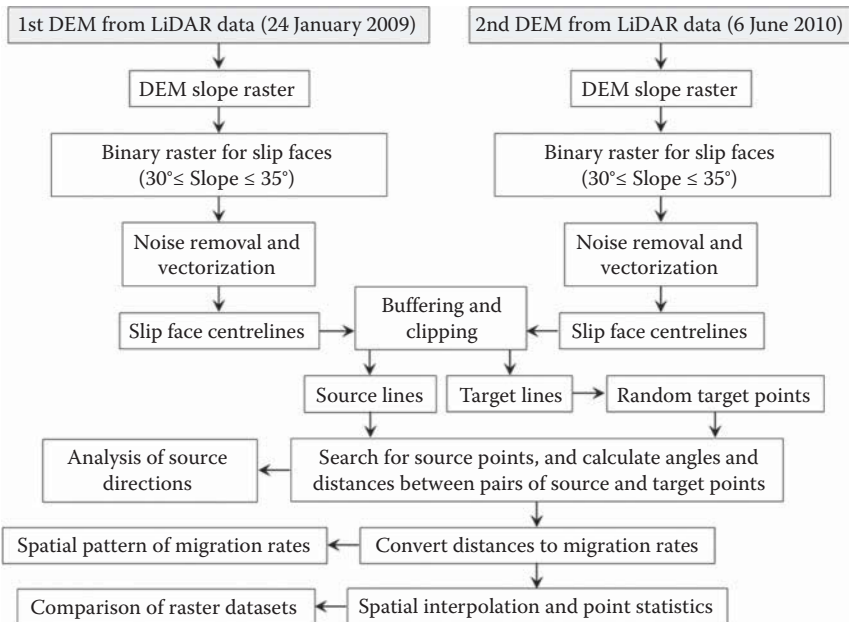 1st DEM from LiDAR data (24 January 2009)
2nd DEM from LiDAR data (6 June 2010)
DEM slope raster
DEM slope raster
Binary raster for slip faces
(30°≤ Slope ≤ 35°)
Binary raster for slip faces
(30°≤ Slope ≤ 35°)
Noise removal and
vectorization
Noise removal and
vectorization
Slip face centrelines
Buffering and
clipping
Slip face centrelines
Source lines
Target lines
Random target points
Analysis of source
directions
Search for source points, and calculate angles and
distances between pairs of source and target points
Spatial pattern of migration rates
Convert distances to migration rates
Comparison of raster datasets
Spatial interpolation and point statistics